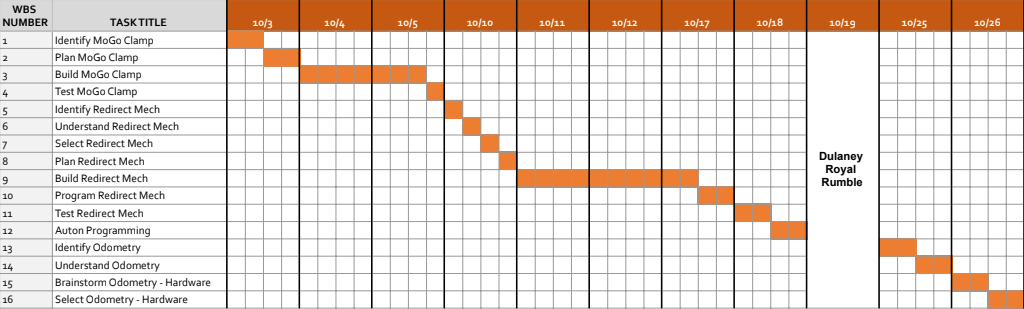 WBS NUMBER TASK TITLE 10/3 10/4 10/5 10/10 10/11 10/12 10/17 10/18 10/19 10/25 10/26
1 Identify MoGo Clamp
2 Plan MoGo Clamp
3 Build MoGo Clamp
4 Test MoGo Clamp
5 Identify Redirect Mech
6 Understand Redirect Mech
7 Select Redirect Mech
8 Plan Redirect Mech
9 Build Redirect Mech
10 Program Redirect Mech
11 Test Redirect Mech
12 Auton Programming
13 Identify Odometry
14 Understand Odometry
15 Brainstorm Odometry - Hardware
16 Select Odometry - Hardware
Dulaney
Royal
Rumble